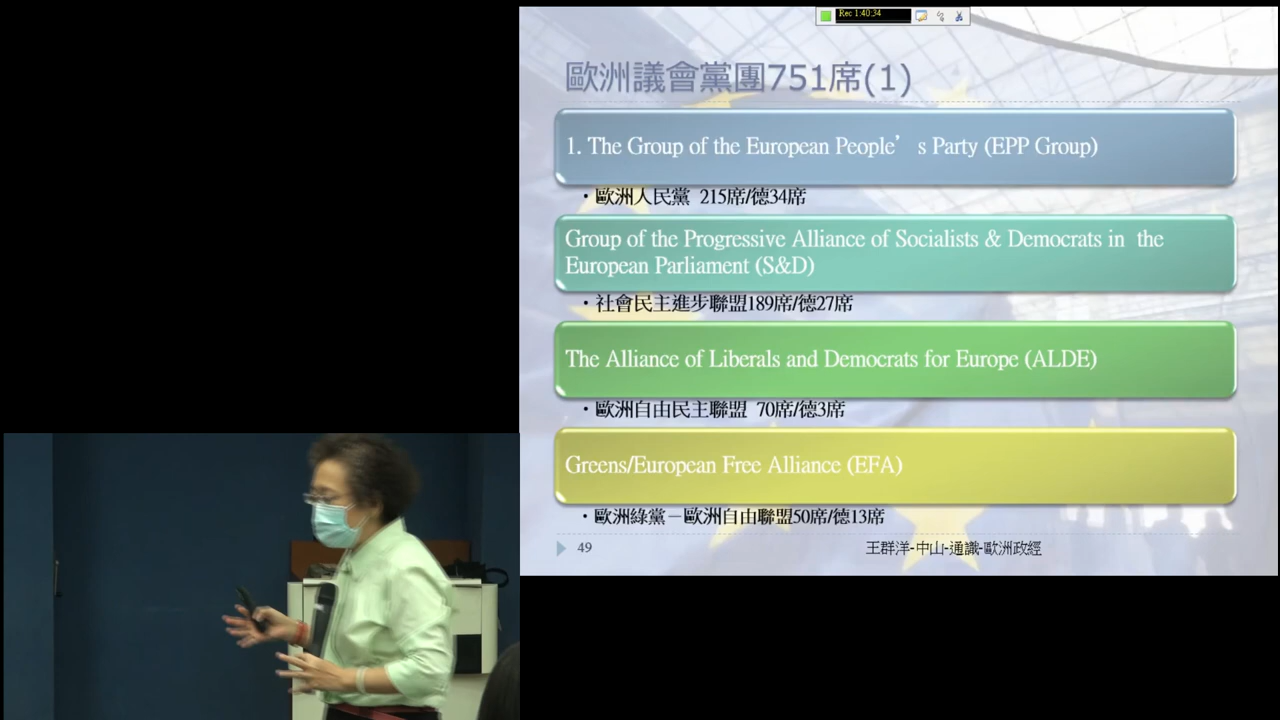 Rec 1:40:34
歐洲議會黨團751席(1)
1. The Group of the European People’ s Party (EPP Group)
・歐洲人民黨 215席/德34席
Group of the Progressive Alliance of Socialists & Democrats in the
European Parliament (S&D)
・社會民主進步聯盟189席/德27席
The Alliance of Liberals and Democrats for Europe (ALDE)
・歐洲自由民主聯盟 70席/德3席
Greens/European Free Alliance (EFA)
・歐洲綠黨－歐洲自由聯盟50席/德13席
49
王群洋-中山-通識-歐洲政經